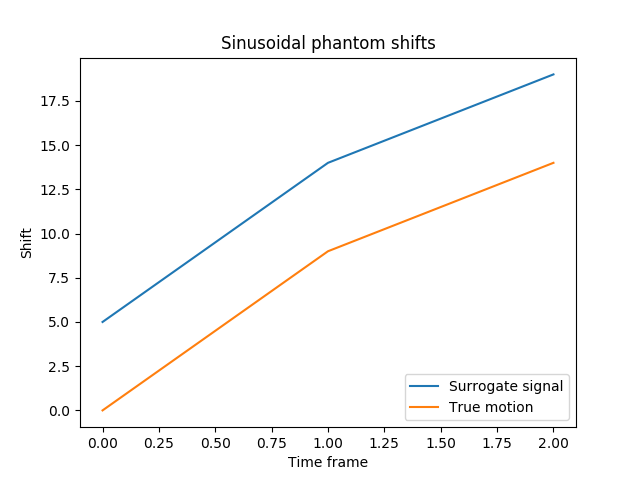 Sinusoidal phantom shifts
17.5
15.0
12.5
10.0
7.5
5.0
2.5
0.0
Shift
Surrogate signal
True motion
0.00 0.25 0.50 0.75 1.00 1.25 1.50 1.75 2.00
Time frame